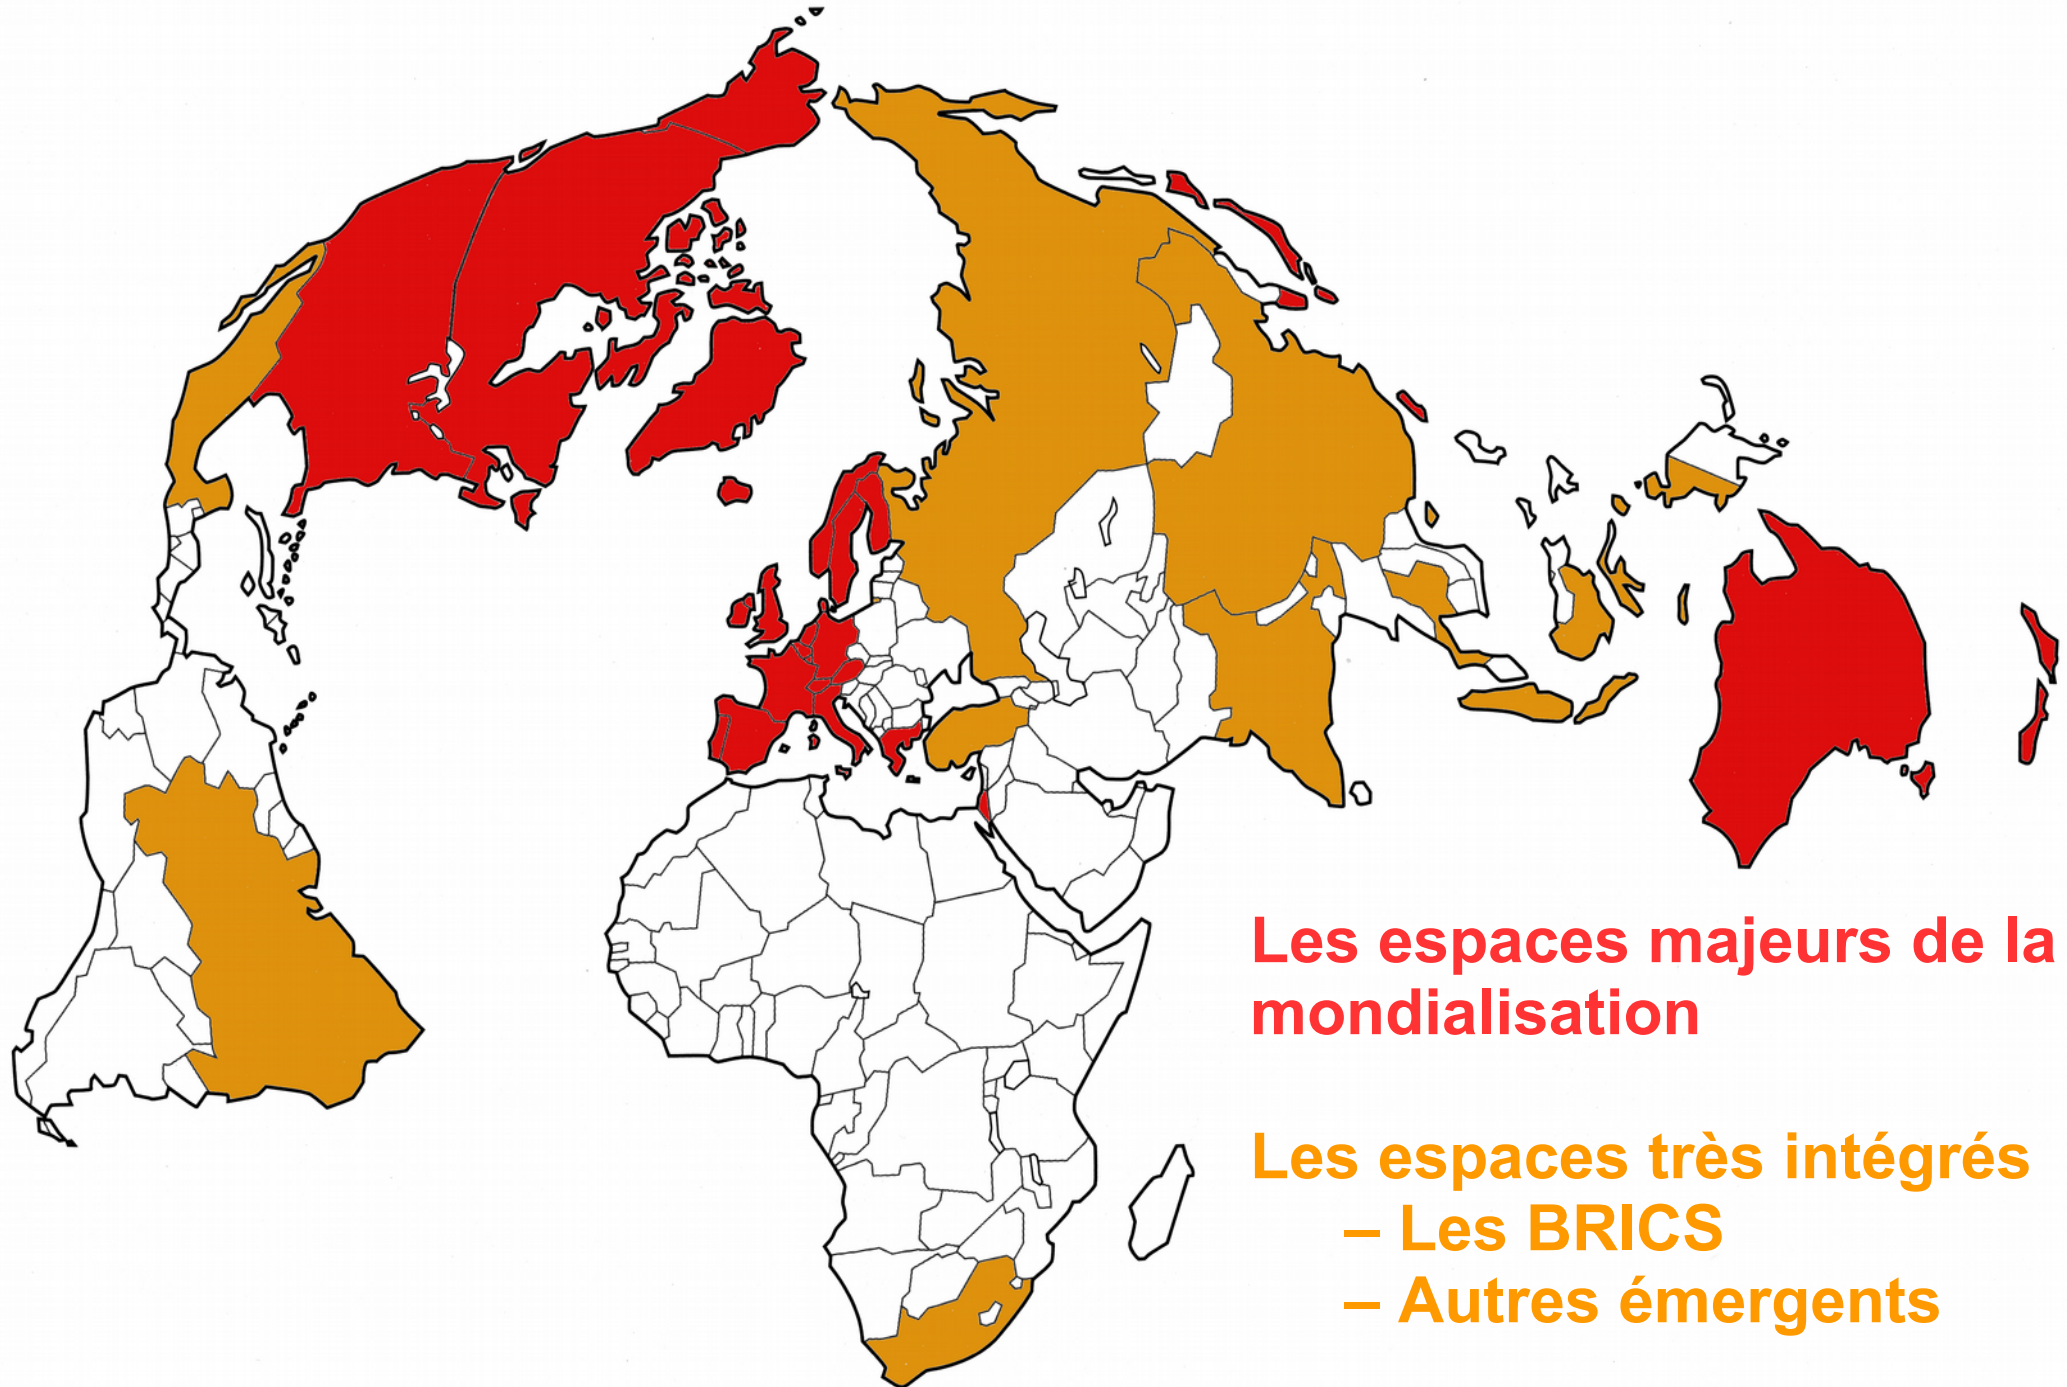 Les espaces majeurs de la
mondialisation
Les espaces très intégrés
– Les BRICS
– Autres émergents